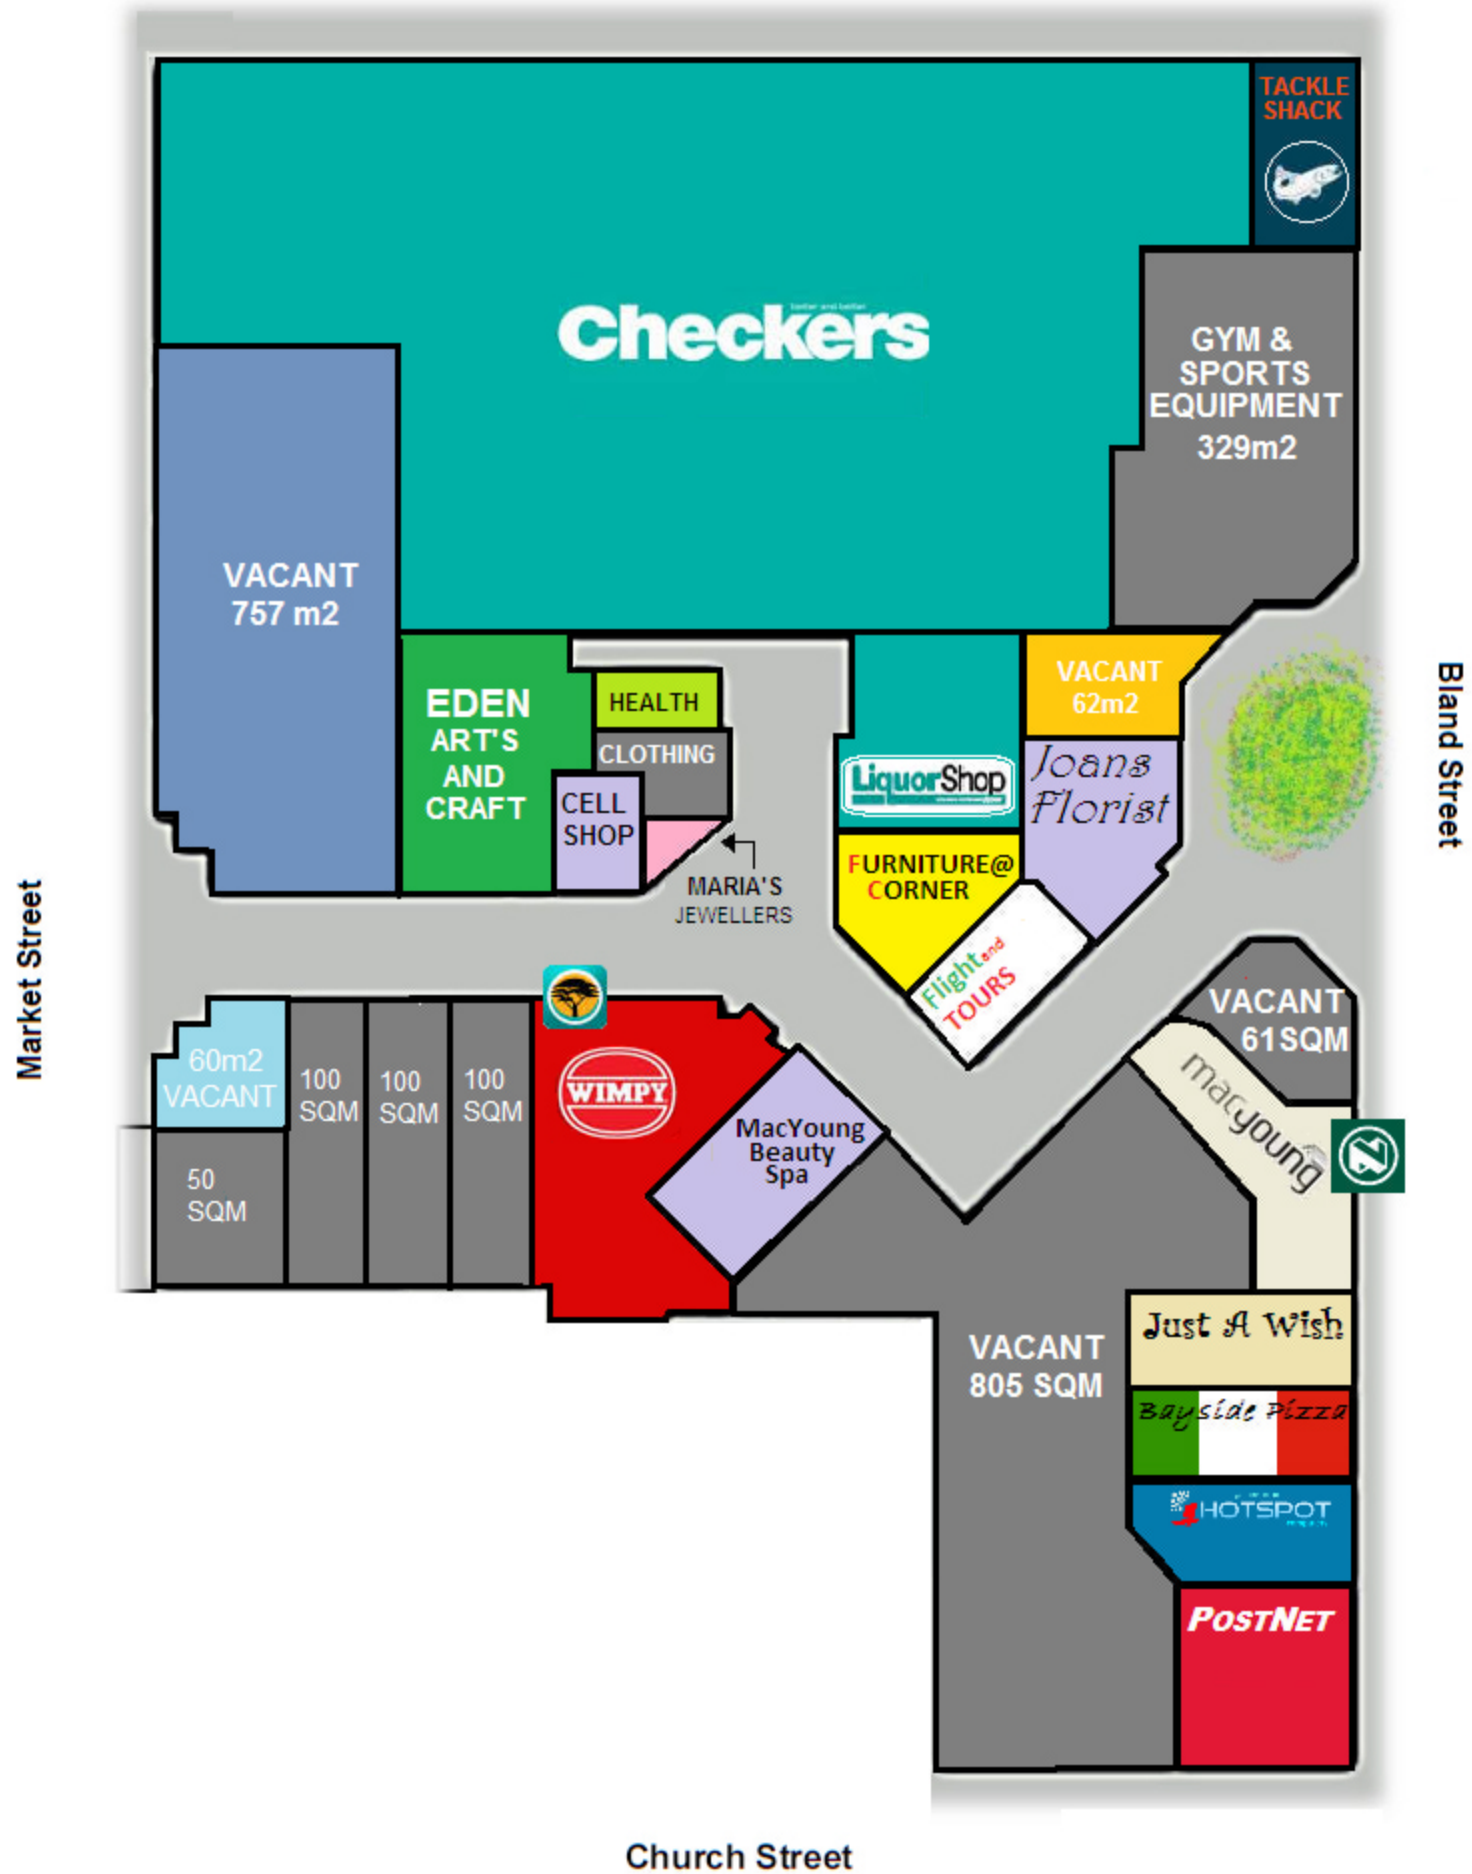 TACKLE
SHACK
better and better
Checkers
GYM &
SPORTS
EQUIPMENT
329m2
VACANT
757 m2
EDEN
ART'S
AND
CRAFT
HEALTH
CLOTHING
CELL
SHOP
MARIA'S
JEWELLERS
LiquorShop
VACANT
62m2
Joans
Florist
FURNITURE@
CORNER
Flight and
TOURS
Bland Street
Market Street
60m2
VACANT
50
SQM
100
SQM
100
SQM
100
SQM
WIMPY
MacYoung
Beauty
Spa
VACANT
61SQM
macyoung
VACANT
805 SQM
Just A Wish
Bayside Pizza
HOTSPOT
POSTNET
Church Street